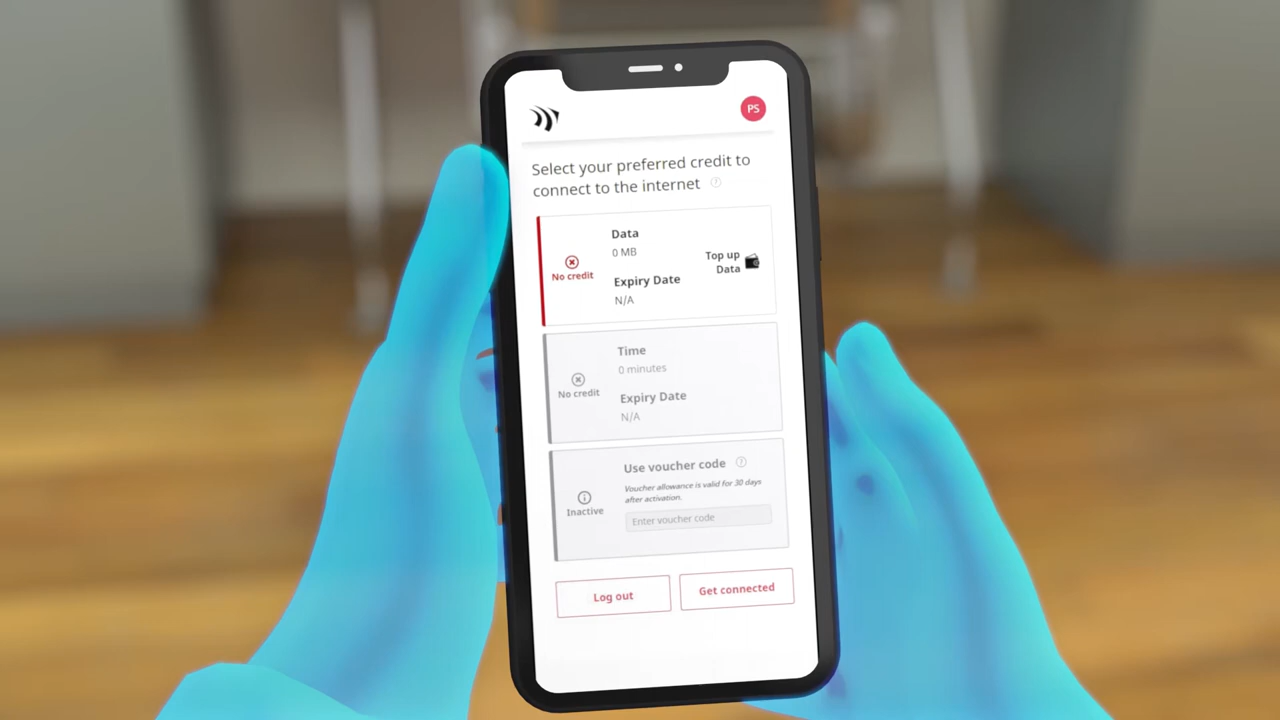 PS
Select your preferred credit to
connect to the internet
Data
0 MB
No credit
Expiry Date
N/A
Top up
Data
Time
0 minutes
No credit
Expiry Date
N/A
Use voucher code
Voucher allowance is valid for 30 days
after activation.
Inactive
Enter voucher code
Log out
Get connected